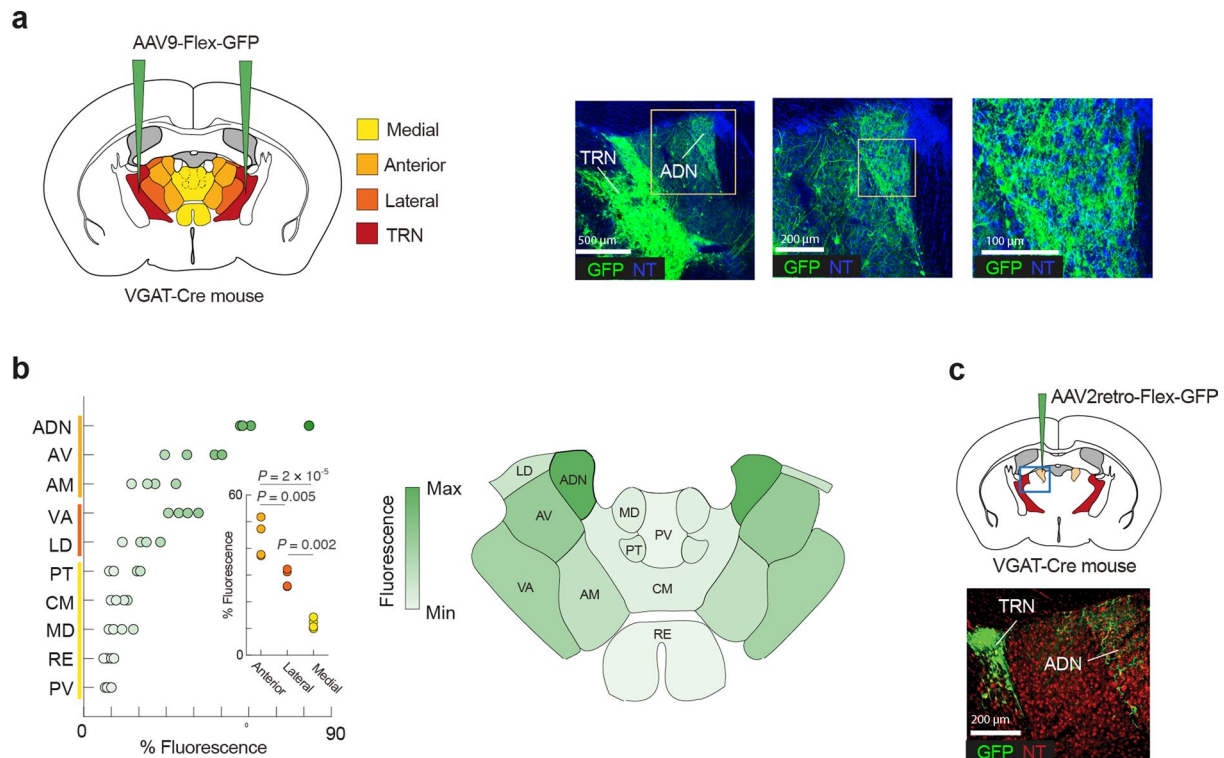 a
AAV9-Flex-GFP
Medial
Anterior
Lateral
TRN
VGAT-Cre mouse
TRN
ADN
500 µm
GFP NT
200 µm
GFP NT
100 µm
GFP NT
b
ADN
AV
AM
VA
LD
PT
CM
MD
RE
PV
0
0
90
% Fluorescence
P = 2 × 10⁻⁵
P = 0.005
P = 0.002
60
% Fluorescence
0
Anterior
Lateral
Medial
Max
Fluorescence
Min
LD
ADN
AV
MD
PV
PT
VA
AM
CM
RE
c
AAV2retro-Flex-GFP
VGAT-Cre mouse
TRN
ADN
200 µm
GFP NT